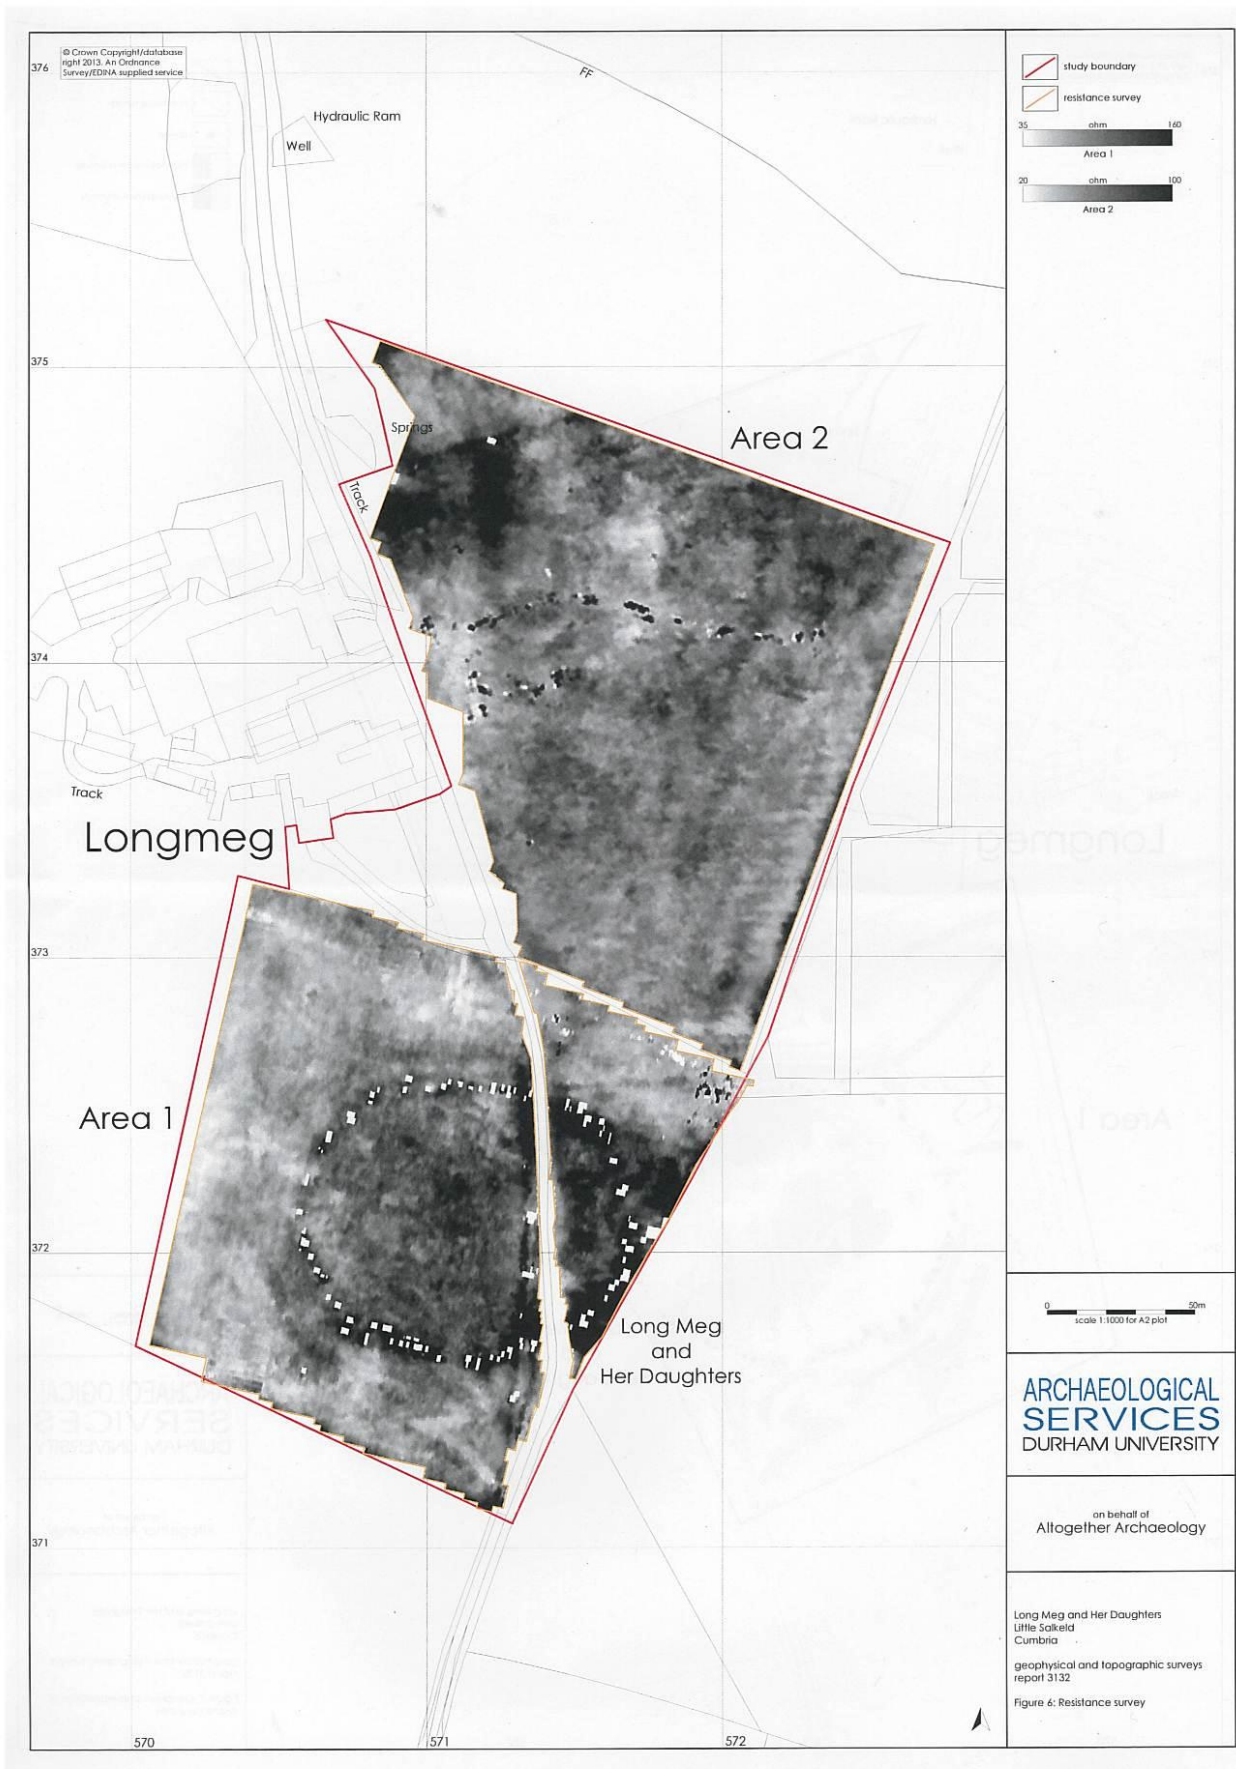 © Crown Copyright/database
right 2013. An Ordnance
Survey/EDINA supplied service
376
FF
Hydraulic Ram
Well
375
Springs
Area 2
Track
374
Track
Longmeg
373
Area 1
372
Long Meg
and
Her Daughters
371
570
571
572
study boundary
resistance survey
35 ohm 160
Area 1
20 ohm 100
Area 2
0 50m
scale 1:1000 for A2 plot
ARCHAEOLOGICAL
SERVICES
DURHAM UNIVERSITY
on behalf of
Altogether Archaeology
Long Meg and Her Daughters
Little Salkeld
Cumbria
geophysical and topographic surveys
report 3132
Figure 6: Resistance survey